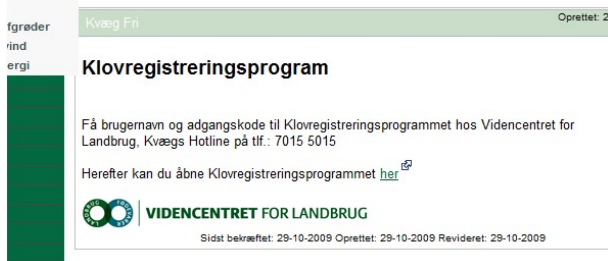 fgrøder
vind
ergi
Kvæg Fri
Oprettet: 2
Klovregistreringsprogram
Få brugernavn og adgangskode til Klovregistreringsprogrammet hos Videncentret for
Landbrug, Kvægs Hotline på tlf.: 7015 5015
Herefter kan du åbne Klovregistreringsprogrammet her
VIDENCENTRET FOR LANDBRUG
Sidst bekræftet: 29-10-2009 Oprettet: 29-10-2009 Revideret: 29-10-2009